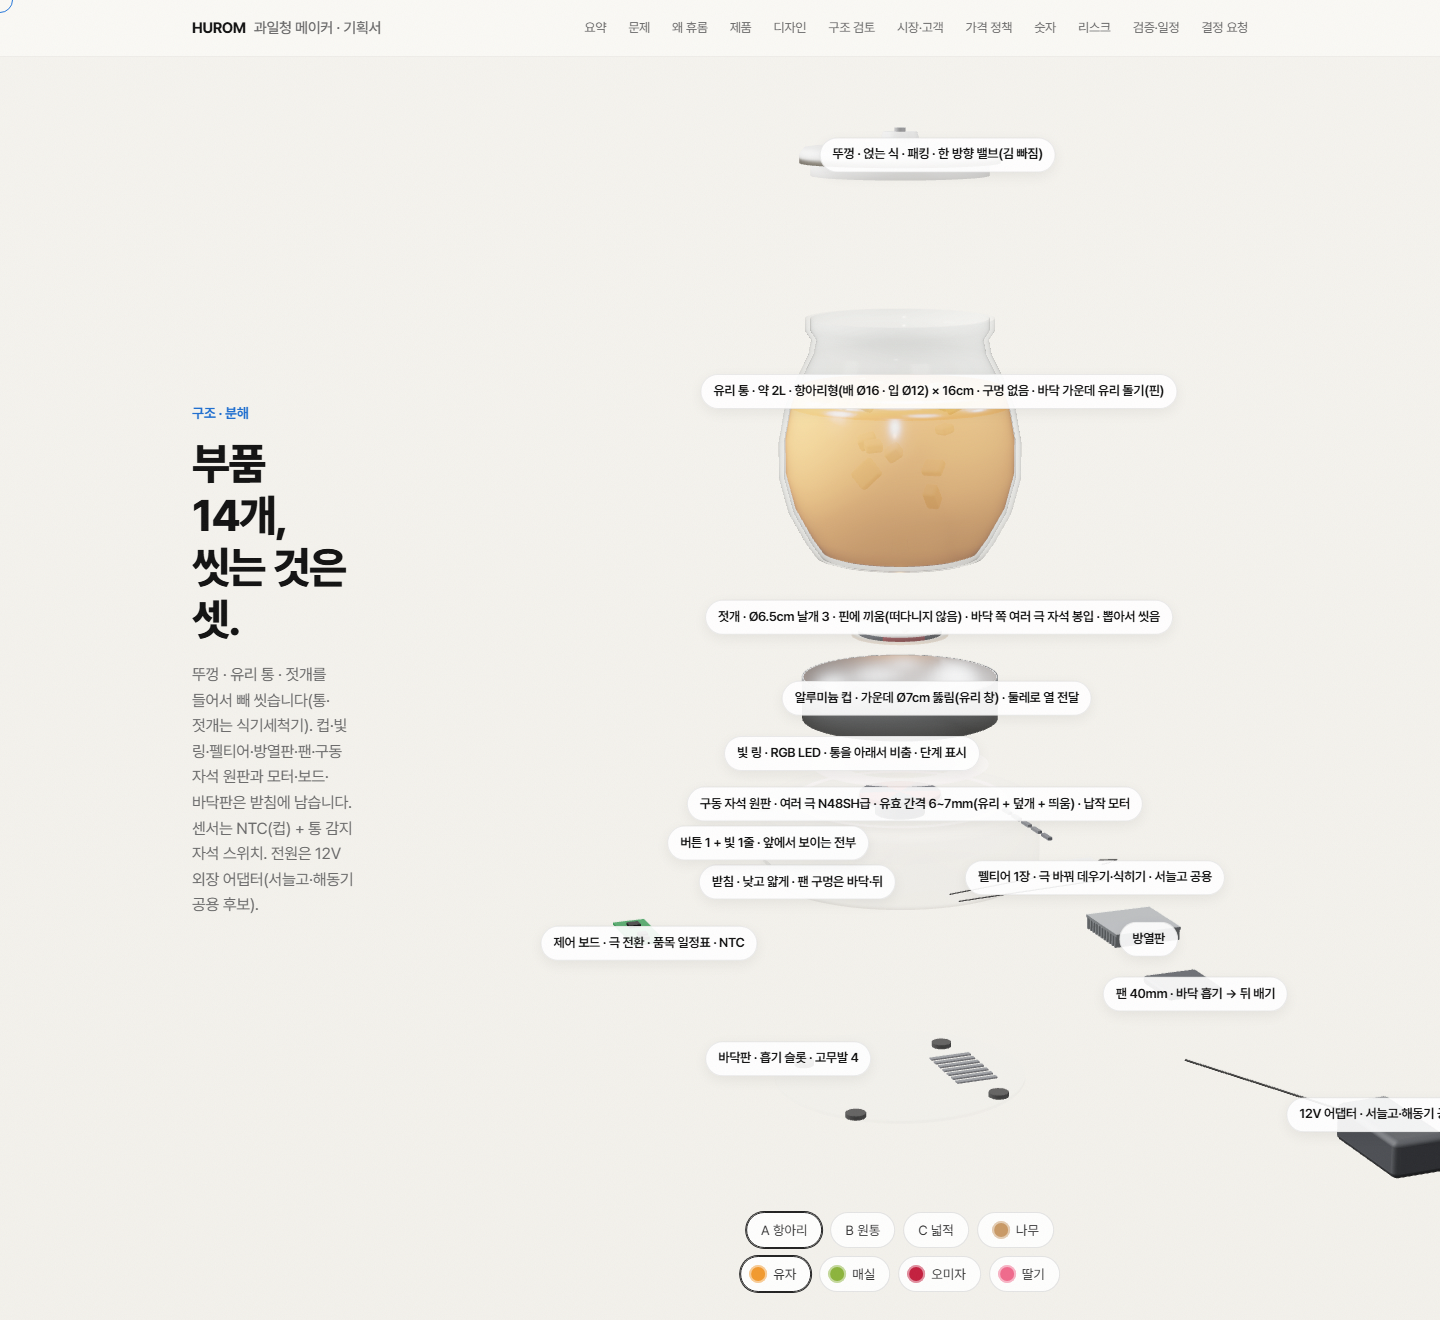 HUROM 과일청 메이커 · 기획서
요약 문제 왜 휴롬 제품 디자인 구조 검토 시장·고객 가격 정책 숫자 리스크 검증·일정 결정 요청
뚜껑 · 얹는 식 · 패킹 · 한 방향 밸브(김 빠짐)
유리 통 · 약 2L · 항아리형(배 Ø16 · 입 Ø12) × 16cm · 구멍 없음 · 바닥 가운데 유리 돌기(핀)
구조 · 분해
부품
14개,
씻는 것은
셋.
뚜껑 · 유리 통 · 젓개를
들어서 빼 씻습니다(통·
젓개는 식기세척기). 컵·빛
링·펠티어·방열판·팬·구동
자석 원판과 모터·보드·
바닥판은 받침에 남습니다.
센서는 NTC(컵) + 통 감지
자석 스위치. 전원은 12V
외장 어댑터(서늘고·해동기
공용 후보).
젓개 · Ø6.5cm 날개 3 · 핀에 끼움(떠다니지 않음) · 바닥 쪽 여러 극 자석 봉입 · 뽑아서 씻음
알루미늄 컵 · 가운데 Ø7cm 뚫림(유리 창) · 둘레로 열 전달
빛 링 · RGB LED · 통을 아래서 비춤 · 단계 표시
구동 자석 원판 · 여러 극 N48SH급 · 유효 간격 6~7mm(유리 + 덮개 + 띄움) · 납작 모터
버튼 1 + 빛 1줄 · 앞에서 보이는 전부
받침 · 낮고 얇게 · 팬 구멍은 바닥·뒤
펠티어 1장 · 극 바꿔 데우기·식히기 · 서늘고 공용
제어 보드 · 극 전환 · 품목 일정표 · NTC
방열판
팬 40mm · 바닥 흡기 → 뒤 배기
바닥판 · 흡기 슬롯 · 고무발 4
12V 어댑터 · 서늘고·해동기
A 항아리 B 원통 C 넓적 나무
유자 매실 오미자 딸기